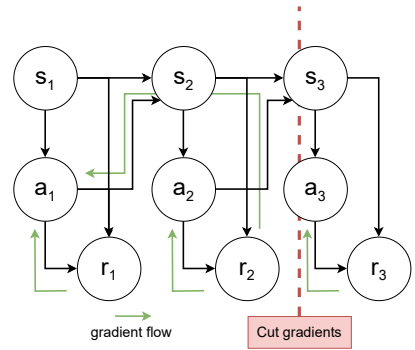 s1 s2 s3
a1 a2 a3
r1 r2 r3
gradient flow
Cut gradients